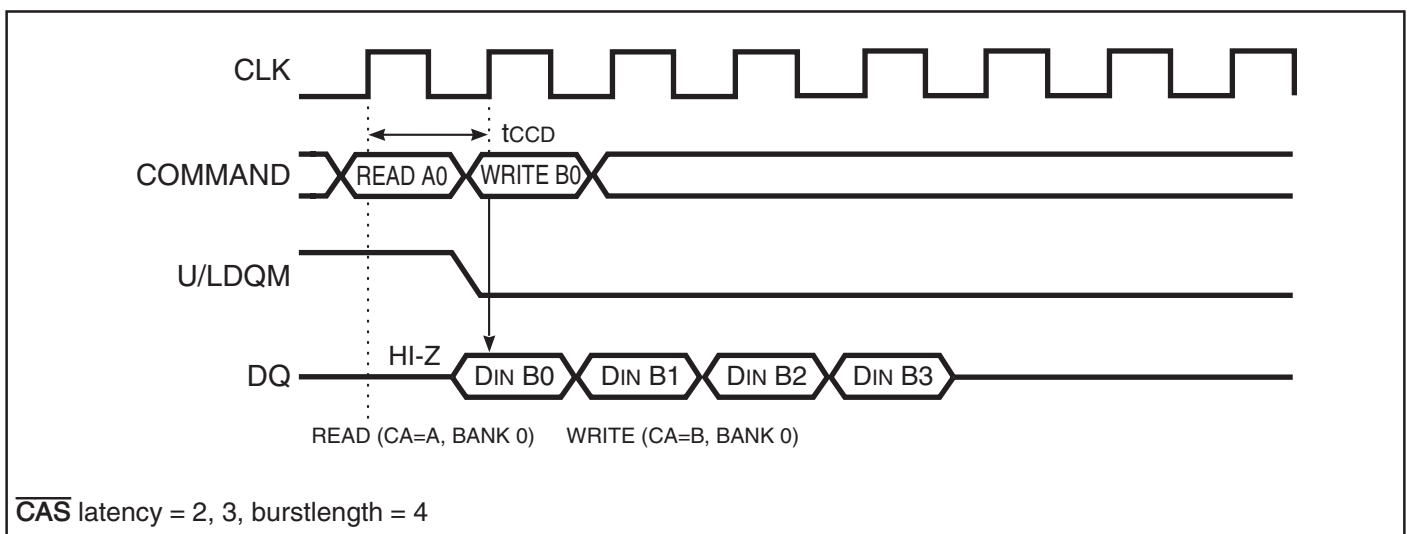 CLK
tCCD
COMMAND READ A0 WRITE B0
U/LDQM
HI-Z
DQ DIN B0 DIN B1 DIN B2 DIN B3
READ (CA=A, BANK 0) WRITE (CA=B, BANK 0)
CAS latency = 2, 3, burstlength = 4